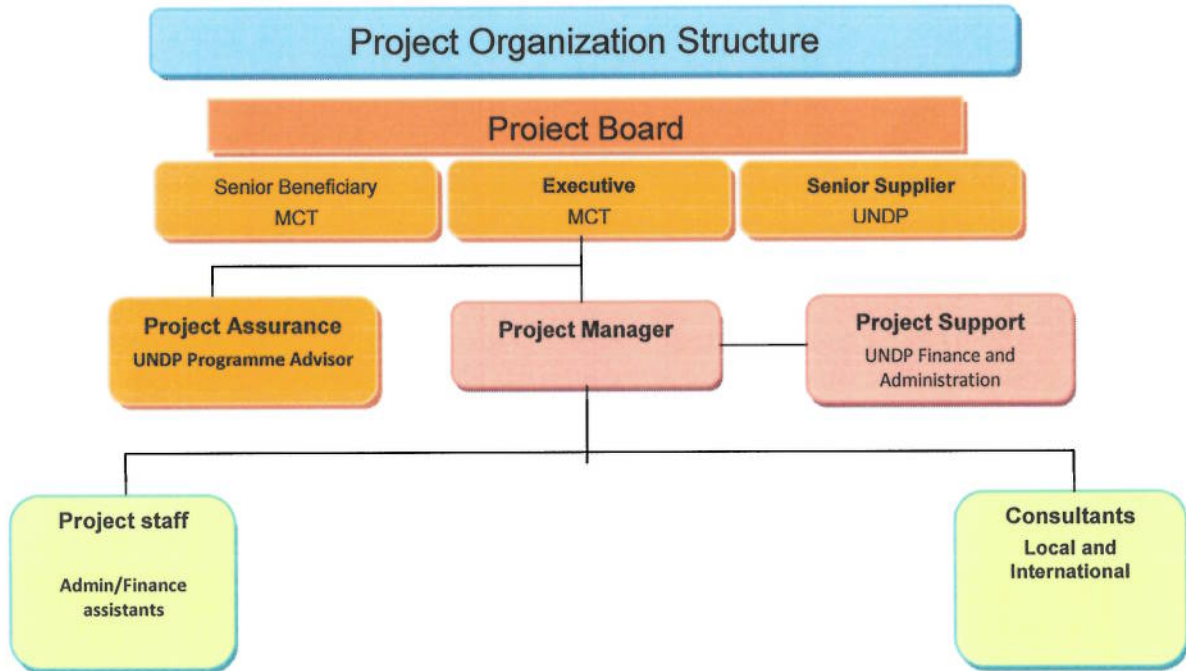 Project Organization Structure
Project Board
Senior Beneficiary
MCT
Executive
MCT
Senior Supplier
UNDP
Project Assurance
UNDP Programme Advisor
Project Manager
Project Support
UNDP Finance and
Administration
Project staff
Admin/Finance
assistants
Consultants
Local and
International